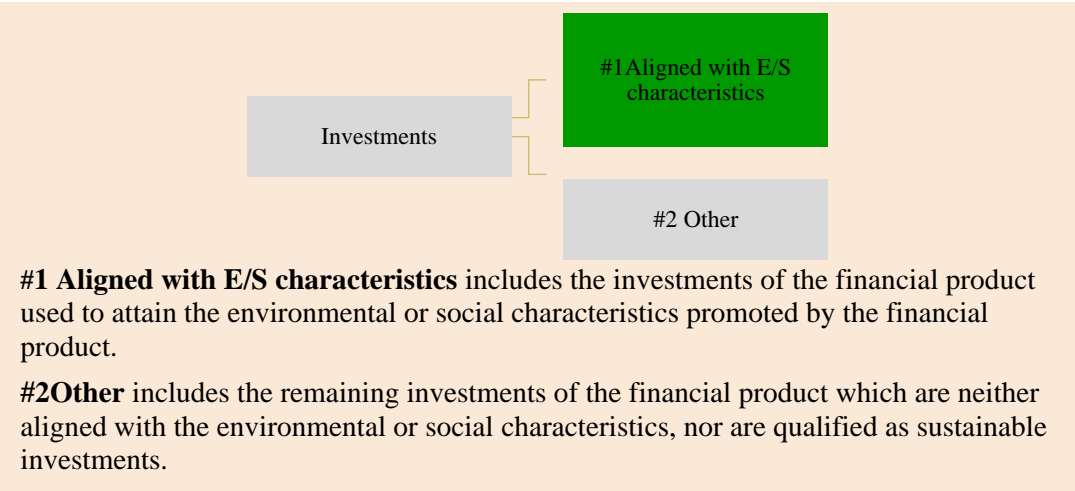 #1Aligned with E/S
characteristics
Investments
#2 Other
#1 Aligned with E/S characteristics includes the investments of the financial product
used to attain the environmental or social characteristics promoted by the financial
product.
#2Other includes the remaining investments of the financial product which are neither
aligned with the environmental or social characteristics, nor are qualified as sustainable
investments.